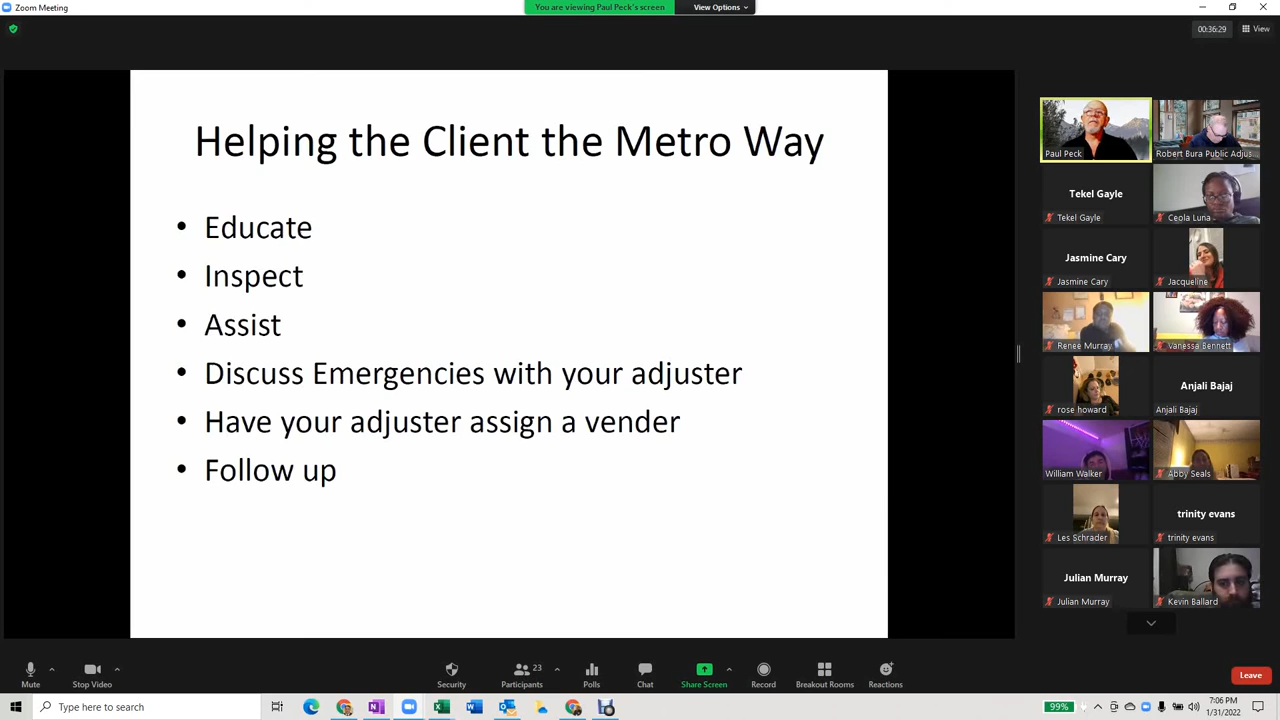 Zoom Meeting
You are viewing Paul Peck's screen
View Options
00:36:29
View
Helping the Client the Metro Way
• Educate
• Inspect
• Assist
• Discuss Emergencies with your adjuster
• Have your adjuster assign a vender
• Follow up
Paul Peck
Robert Bura Public Adjus...
Tekel Gayle
Tekel Gayle
Ceola Luna
Jasmine Cary
Jasmine Cary
Jacqueline
Renee Murray
Vanessa Bennett
rose howard
Anjali Bajaj
Anjali Bajaj
William Walker
Abby Seals
Les Schrader
trinity evans
trinity evans
Julian Murray
Julian Murray
Kevin Ballard
Mute
Stop Video
Security
Participants
23
Polls
Chat
Share Screen
Record
Breakout Rooms
Reactions
Leave
Type here to search
99%
7:06 PM
1/31/2022